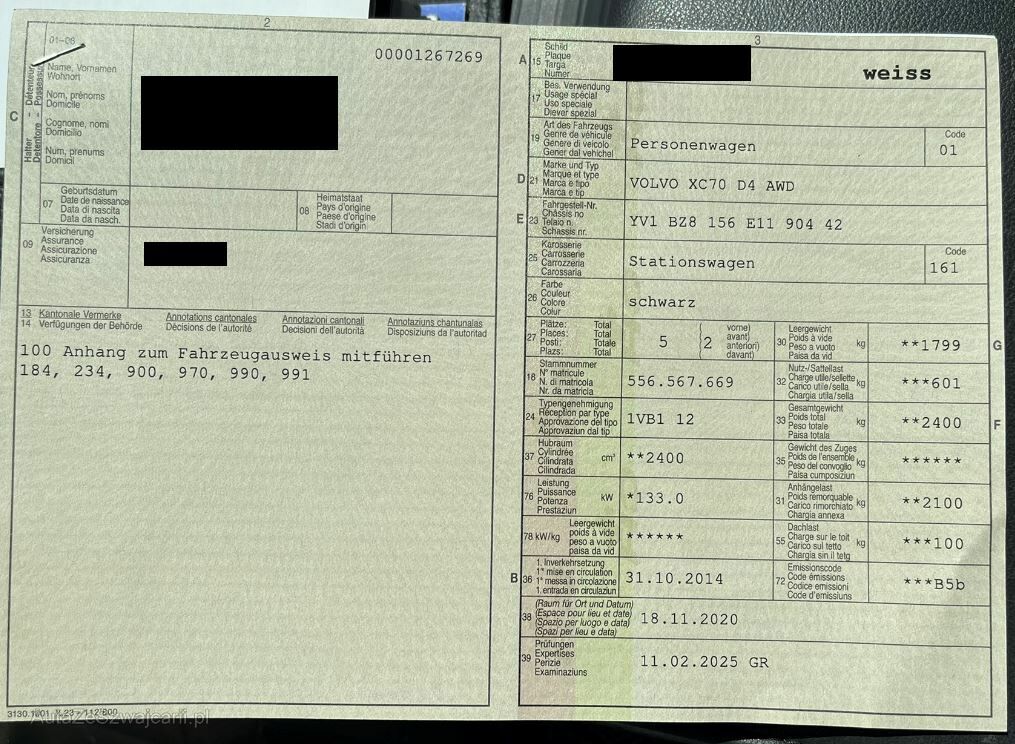 2
01–06
00001267269
C
Halter - Détenteur
Detentore - Possessur
Name, Vornamen
Wohnort
Nom, prénoms
Domicile
Cognome, nomi
Domicilio
Num, prenums
Domicil
07
Geburtsdatum
Date de naissance
Data di nascita
Data da nasch.
08
Heimatstaat
Pays d'origine
Paese d'origine
Stadi d'origin
09
Versicherung
Assurance
Assicurazione
Assicuranza
13 Kantonale Vermerke Annotations cantonales Annotazioni cantonali Annotaziuns chantunalas
14 Verfügungen der Behörde Décisions de l'autorité Decisioni dell'autorità Disposiziuns da l'autoritad
100 Anhang zum Fahrzeugausweis mitführen
184, 234, 900, 970, 990, 991
AutazeSzwajcarii.pl
3
A 15
Schild
Plaque
Targa
Numer
weiss
17
Bes. Verwendung
Usage spécial
Uso speciale
Diever spezial
19
Art des Fahrzeugs
Genre de véhicule
Genere di veicolo
Gener dal vehichel
Personenwagen
Code
01
D 21
Marke und Typ
Marque et type
Marca e tipo
Marca e tip
VOLVO XC70 D4 AWD
E 23
Fahrgestell-Nr.
Châssis no
Telaio n.
Schassis nr.
YV1 BZ8 156 E11 904 42
25
Karosserie
Carrosserie
Carrozzeria
Carossaria
Stationswagen
Code
161
26
Farbe
Couleur
Colore
Colur
schwarz
27
Plätze: Total
Places: Total
Posti: Totale
Plazs: Total
5
2
vorne)
avant)
anteriori)
davant)
30
Leergewicht
Poids à vide
Peso a vuoto
Paisa da vid
kg
**1799
G
18
Stammnummer
N° matricule
N. di matricola
Nr. da matricla
556.567.669
32
Nutz-/Sattellast
Charge utile/sellette
Carico utile/sella
Chargia utila/sella
kg
***601
24
Typengenehmigung
Réception par type
Approvazione del tipo
Approvaziun dal tip
1VB1 12
33
Gesamtgewicht
Poids total
Peso totale
Paisa totala
kg
**2400
F
37
Hubraum
Cylindrée
Cilindrata
Cilindrada
cm³
**2400
35
Gewicht des Zuges
Poids de l'ensemble
Peso del convoglio
Paisa cumposiziun
kg
******
76
Leistung
Puissance
Potenza
Prestaziun
kW
*133.0
31
Anhängelast
Poids remorquable
Carico rimorchiato
Chargia annexa
kg
**2100
78 kW/kg
Leergewicht
poids à vide
peso a vuoto
paisa da vid
******
55
Dachlast
Charge sur le toit
Carico sul tetto
Chargia sin il tetg
kg
***100
B 36
1. Inverkehrsetzung
1re mise en circulation
1a messa in circolazione
1. entrada en circulaziun
31.10.2014
72
Emissionscode
Code émissions
Codice emissioni
Code d'emissiuns
***B5b
38
(Raum für Ort und Datum)
(Espace pour lieu et date)
(Spazio per luogo e data)
(Spazi per lieu e data)
18.11.2020
39
Prüfungen
Expertises
Perizie
Examinaziuns
11.02.2025 GR